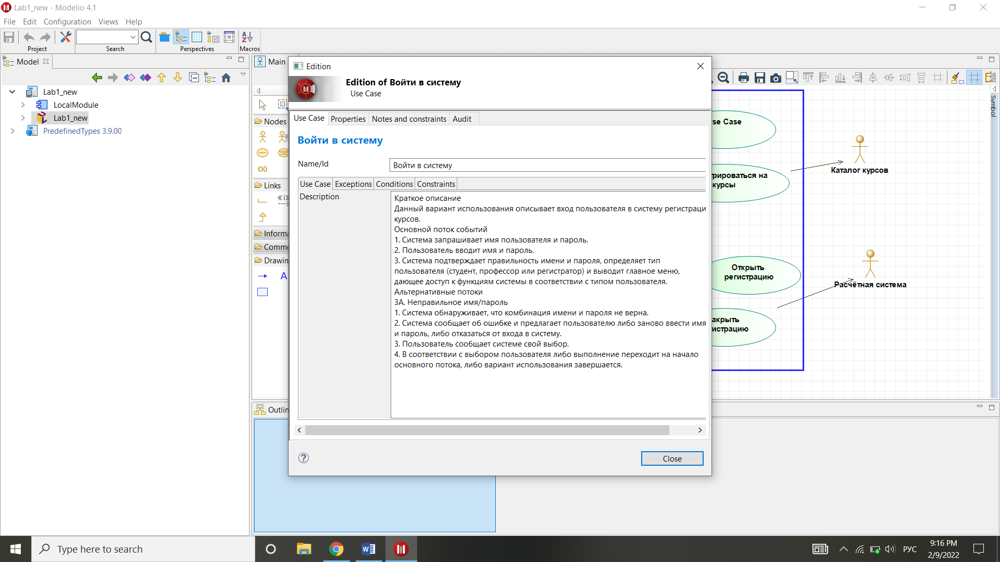 Lab1_new - Modelio 4.1
File Edit Configuration Views Help
Project Search Perspectives Macros
Model
Lab1_new
LocalModule
Lab1_new
PredefinedTypes 3.9.00
Main
Nodes
Links
Informa
Comme
Drawin
Outlin
Edition
Edition of Войти в систему
Use Case
Use Case Properties Notes and constraints Audit
Войти в систему
Name/Id Войти в систему
Use Case Exceptions Conditions Constraints
Description
Краткое описание
Данный вариант использования описывает вход пользователя в систему регистраци
курсов.
Основной поток событий
1. Система запрашивает имя пользователя и пароль.
2. Пользователь вводит имя и пароль.
3. Система подтверждает правильность имени и пароля, определяет тип
пользователя (студент, профессор или регистратор) и выводит главное меню,
дающее доступ к функциям системы в соответствии с типом пользователя.
Альтернативные потоки
3А. Неправильное имя/пароль
1. Система обнаруживает, что комбинация имени и пароля не верна.
2. Система сообщает об ошибке и предлагает пользователю либо заново ввести имя
и пароль, либо отказаться от входа в систему.
3. Пользователь сообщает системе свой выбор.
4. В соответствии с выбором пользователя либо выполнение переходит на начало
основного потока, либо вариант использования завершается.
Close
se Case
рироваться на
курсы
Открыть
регистрацию
акрыть
истрацию
Каталог курсов
Расчётная система
Symbol
Type here to search
РУС
9:16 PM
2/9/2022